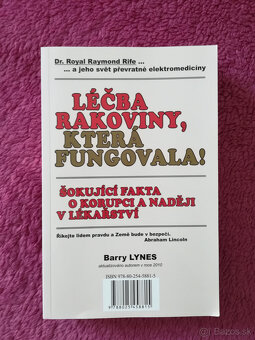 Dr. Royal Raymond Rife ...
... a jeho svět převratné elektromedicíny
LÉČBA
RAKOVINY,
KTERÁ
FUNGOVALA!
ŠOKUJÍCÍ FAKTA
O KORUPCI A NADĚJI
V LÉKAŘSTVÍ
Říkejte lidem pravdu a Země bude v bezpečí.
Abraham Lincoln
Barry LYNES
aktualizováno autorem v roce 2010
ISBN 978-80-254-5881-5
9788025458815
bazos.sk